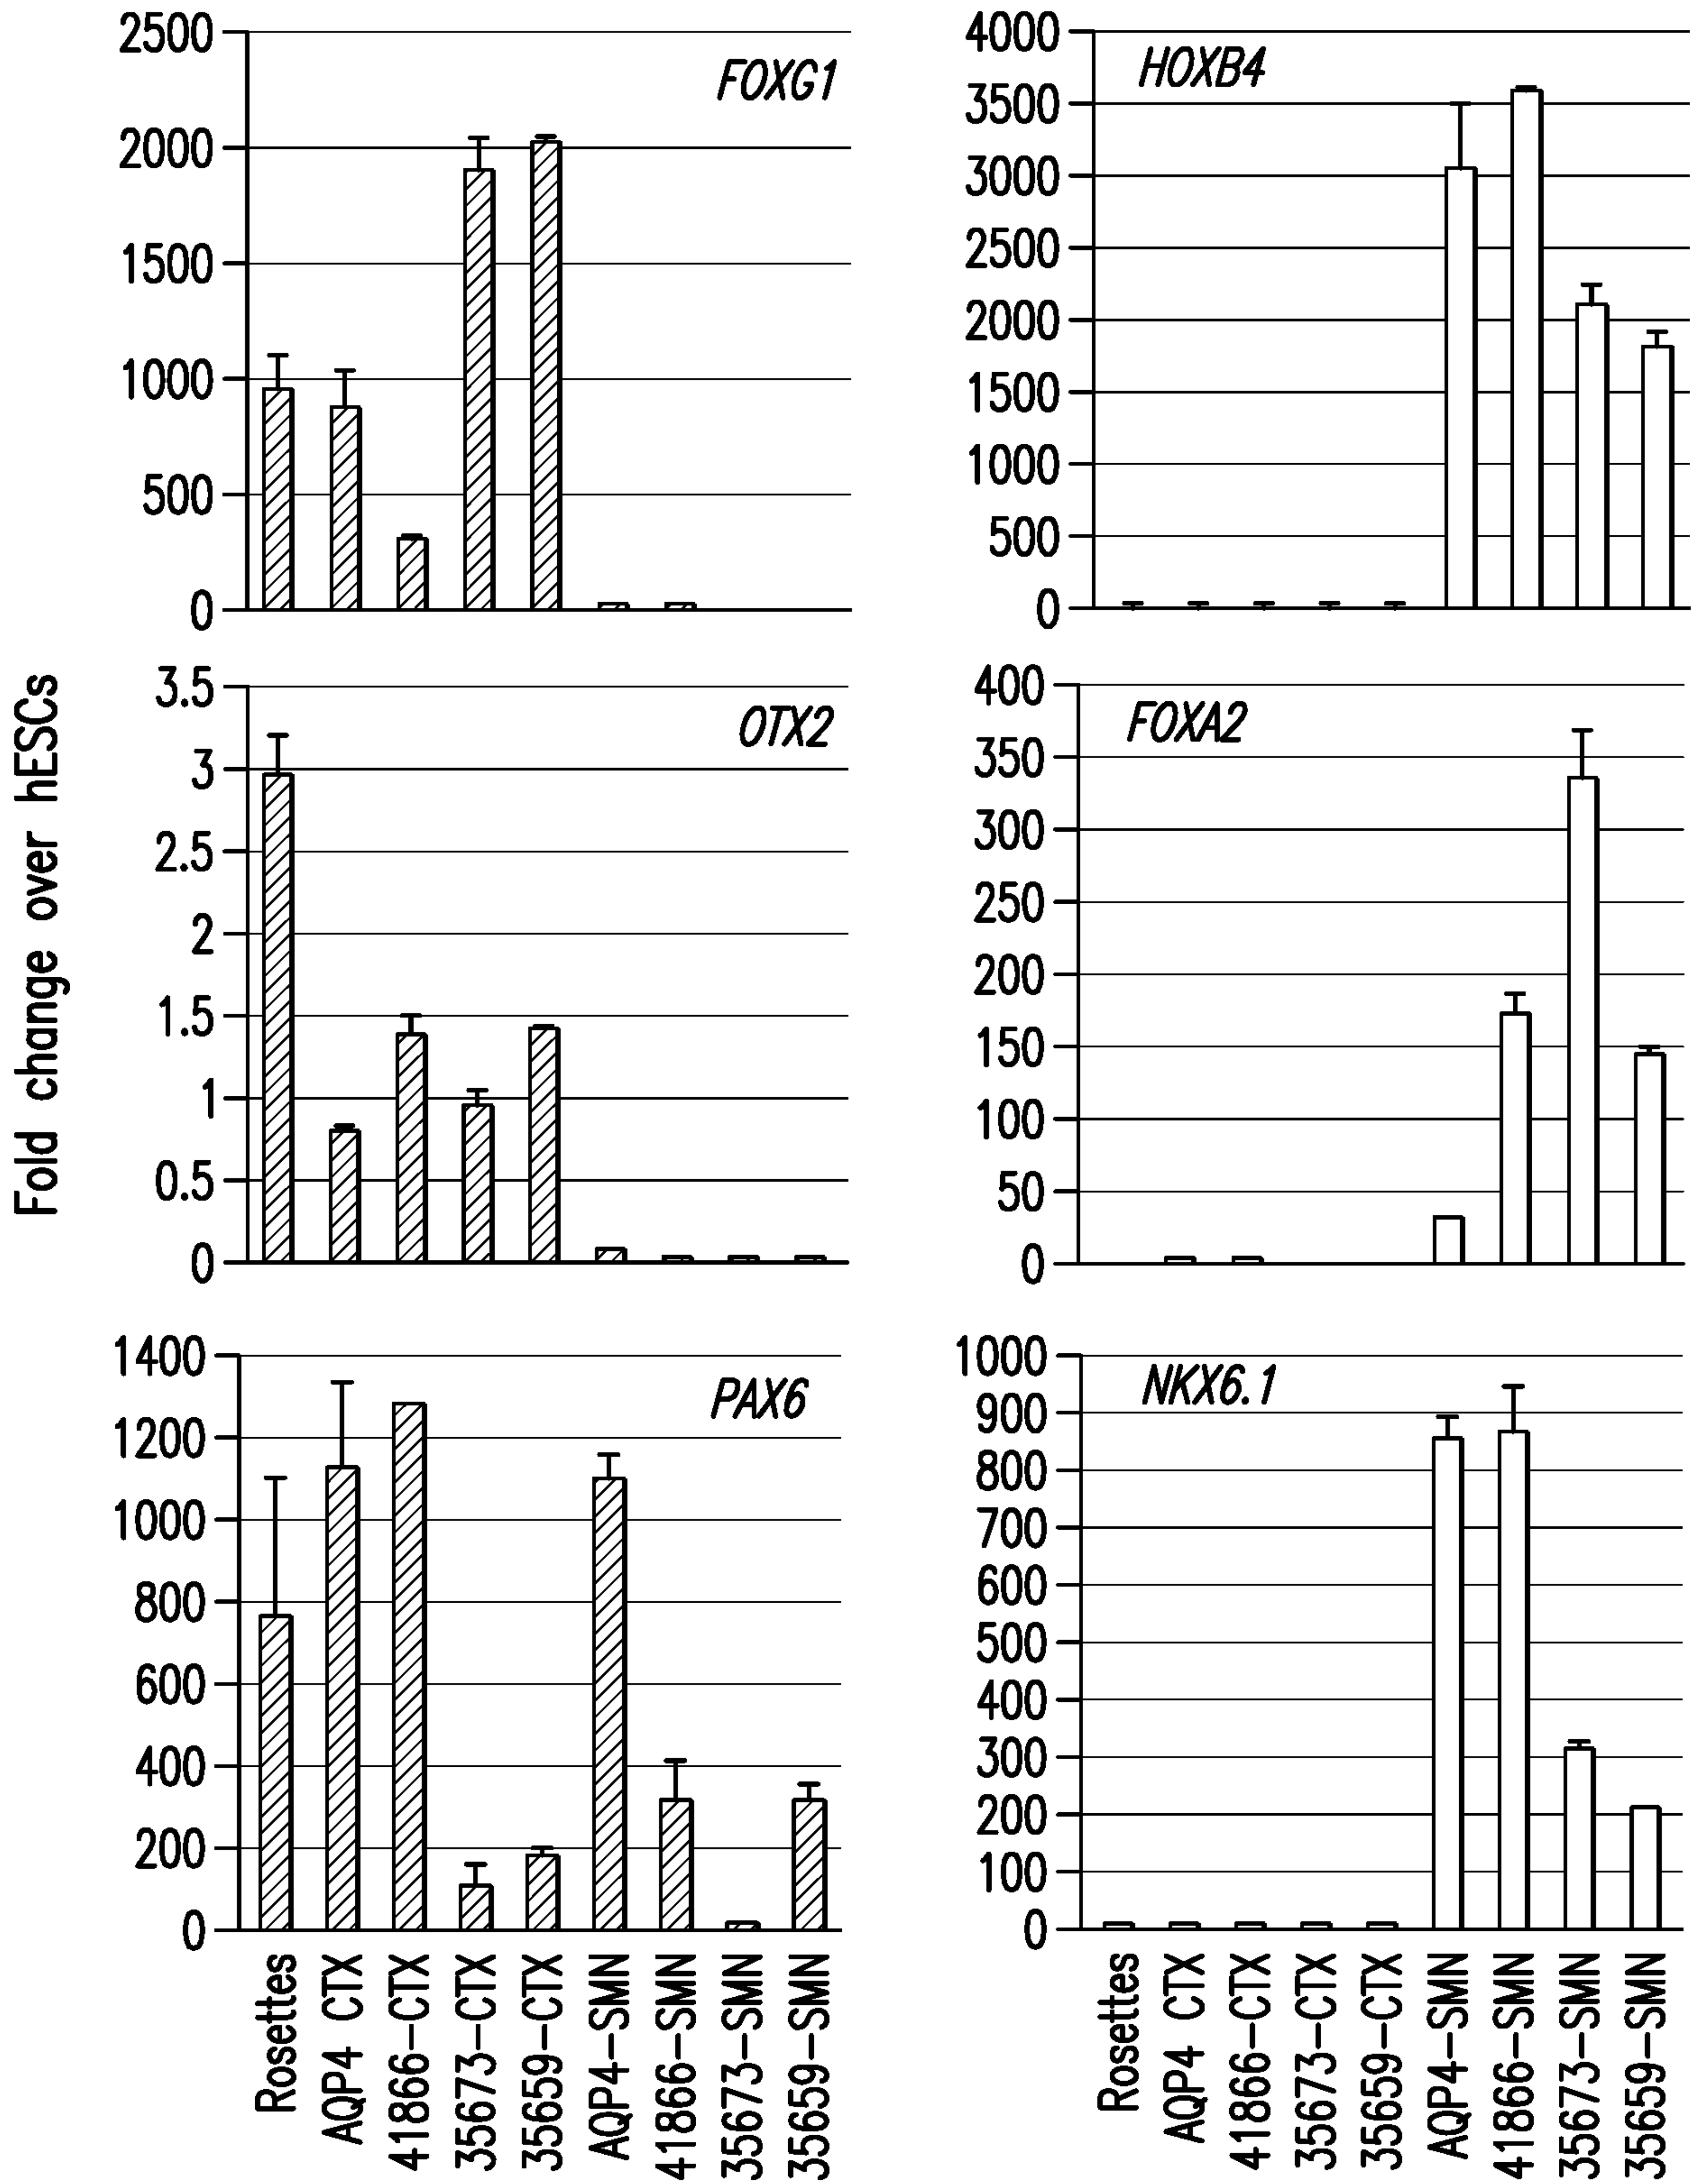 Fold change over hESCs
FOXG1
2500
2000
1500
1000
500
0
HOXB4
4000
3500
3000
2500
2000
1500
1000
500
0
OTX2
3.5
3
2.5
2
1.5
1
0.5
0
FOXA2
400
350
300
250
200
150
100
50
0
PAX6
1400
1200
1000
800
600
400
200
0
Rosettes
AQP4 CTX
41866-CTX
35673-CTX
35659-CTX
AQP4-SMN
41866-SMN
35673-SMN
35659-SMN
NKX6.1
1000
900
800
700
600
500
400
300
200
100
0
Rosettes
AQP4 CTX
41866-CTX
35673-CTX
35659-CTX
AQP4-SMN
41866-SMN
35673-SMN
35659-SMN